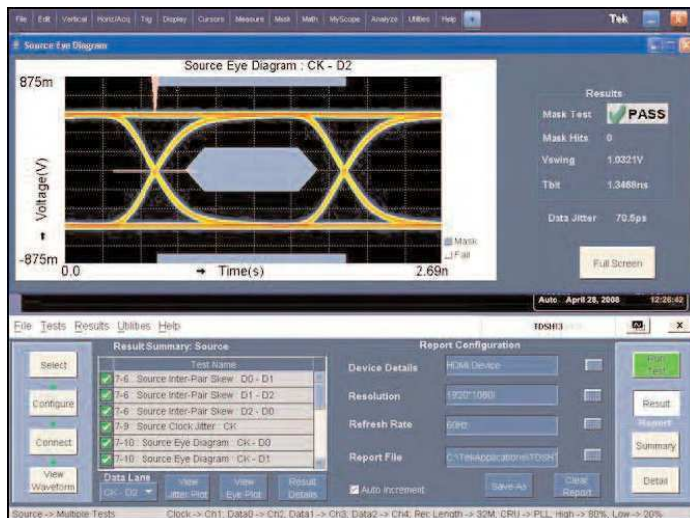 File Edit Vertical Horiz/Acq Trig Display Cursors Measure Mask Math MyScope Analyze Utilities Help Tek
Source Eye Diagram
Source Eye Diagram : CK - D2
875m
Voltage(V)
-875m
0.0
Time(s)
2.69n
Mask
Fail
Results
Mask Test PASS
Mask Hits 0
Vswing 1.0321V
Tbit 1.3468ns
Data Jitter 70.5ps
Full Screen
Auto April 28, 2008 12:26:42
File Tests Results Utilities Help
X
Select
Configure
Connect
View Waveform
Result Summary: Source
Test Name
7-6 Source Inter-Pair Skew D0 - D1
7-6 Source Inter-Pair Skew D1 - D2
7-6 Source Inter-Pair Skew D2 - D0
7-9 Source Clock Jitter : CK
7-10 : Source Eye Diagram : CK - D0
7-10 : Source Eye Diagram : CK - D1
Data Lane
CK - D2
View Jitter Plot
View Eye Plot
Result Details
Report Configuration
Device Details HDMI Device
Resolution 1920*1080i
Refresh Rate 60Hz
Report File C:\TekApplications\TDSHT
Auto Increment
Save As
Clear Report
Run Test
Result
Report
Summary
Detail
Source -> Multiple Tests Clock -> Ch1, Data0 -> Ch2, Data1 -> Ch3, Data2 -> Ch4, Rec Length -> 32M, CRU -> PLL, High -> 80%, Low -> 20%